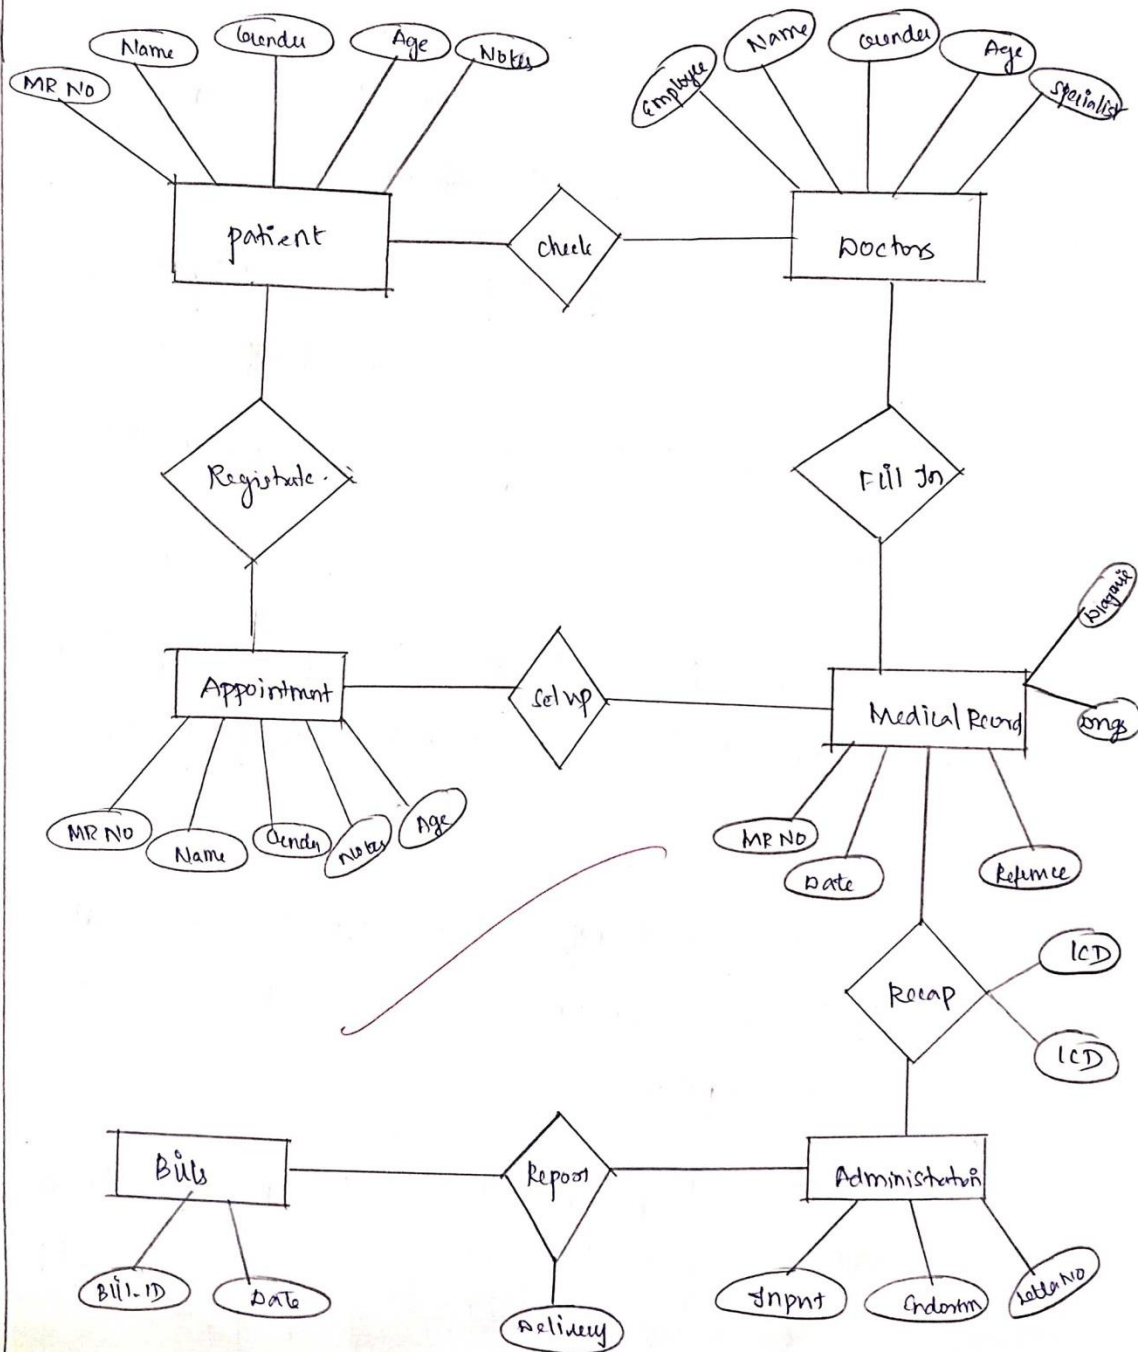 Name
Gender
Age
Notes
MR NO
Employee
Name
Gender
Age
Specialist
Patient
Check
Doctors
Registrate.
Fill In
Appointment
Set up
Medical Record
Diagnosis
Drugs
MR NO
Name
Gender
Notes
Age
MR NO
Date
Refernce
Recap
ICD
ICD
Bills
Report
Administration
Bill-ID
Date
Delivery
Input
Letter NO